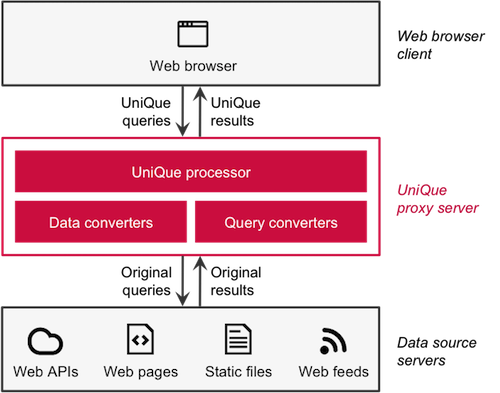 Web browser
Web browser
client
UniQue
queries
UniQue
results
UniQue processor
Data converters
Query converters
UniQue
proxy server
Original
queries
Original
results
Web APIs
Web pages
Static files
Web feeds
Data source
servers